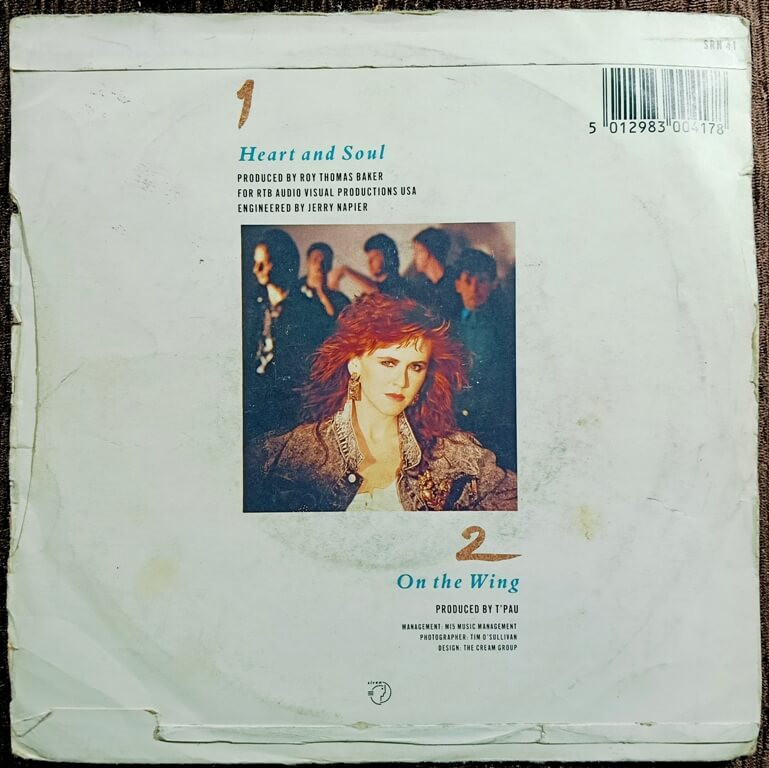 SRN 41
5 012983 004178
1
Heart and Soul
PRODUCED BY ROY THOMAS BAKER
FOR RTB AUDIO VISUAL PRODUCTIONS USA
ENGINEERED BY JERRY NAPIER
2
On the Wing
PRODUCED BY T'PAU
MANAGEMENT: MI5 MUSIC MANAGEMENT
PHOTOGRAPHER: TIM O'SULLIVAN
DESIGN: THE CREAM GROUP
siren